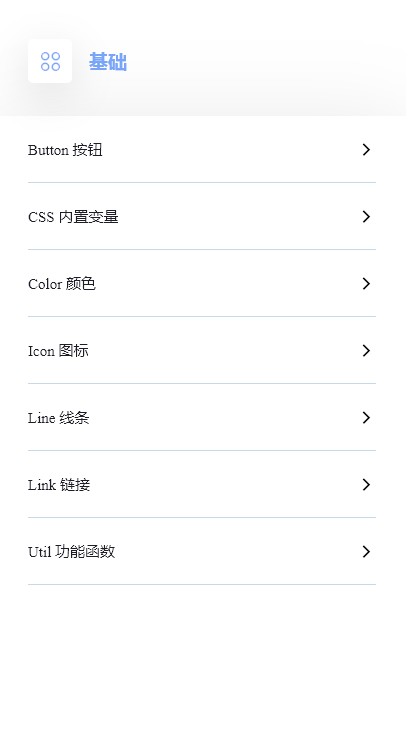 基础
Button 按钮
CSS 内置变量
Color 颜色
Icon 图标
Line 线条
Link 链接
Util 功能函数